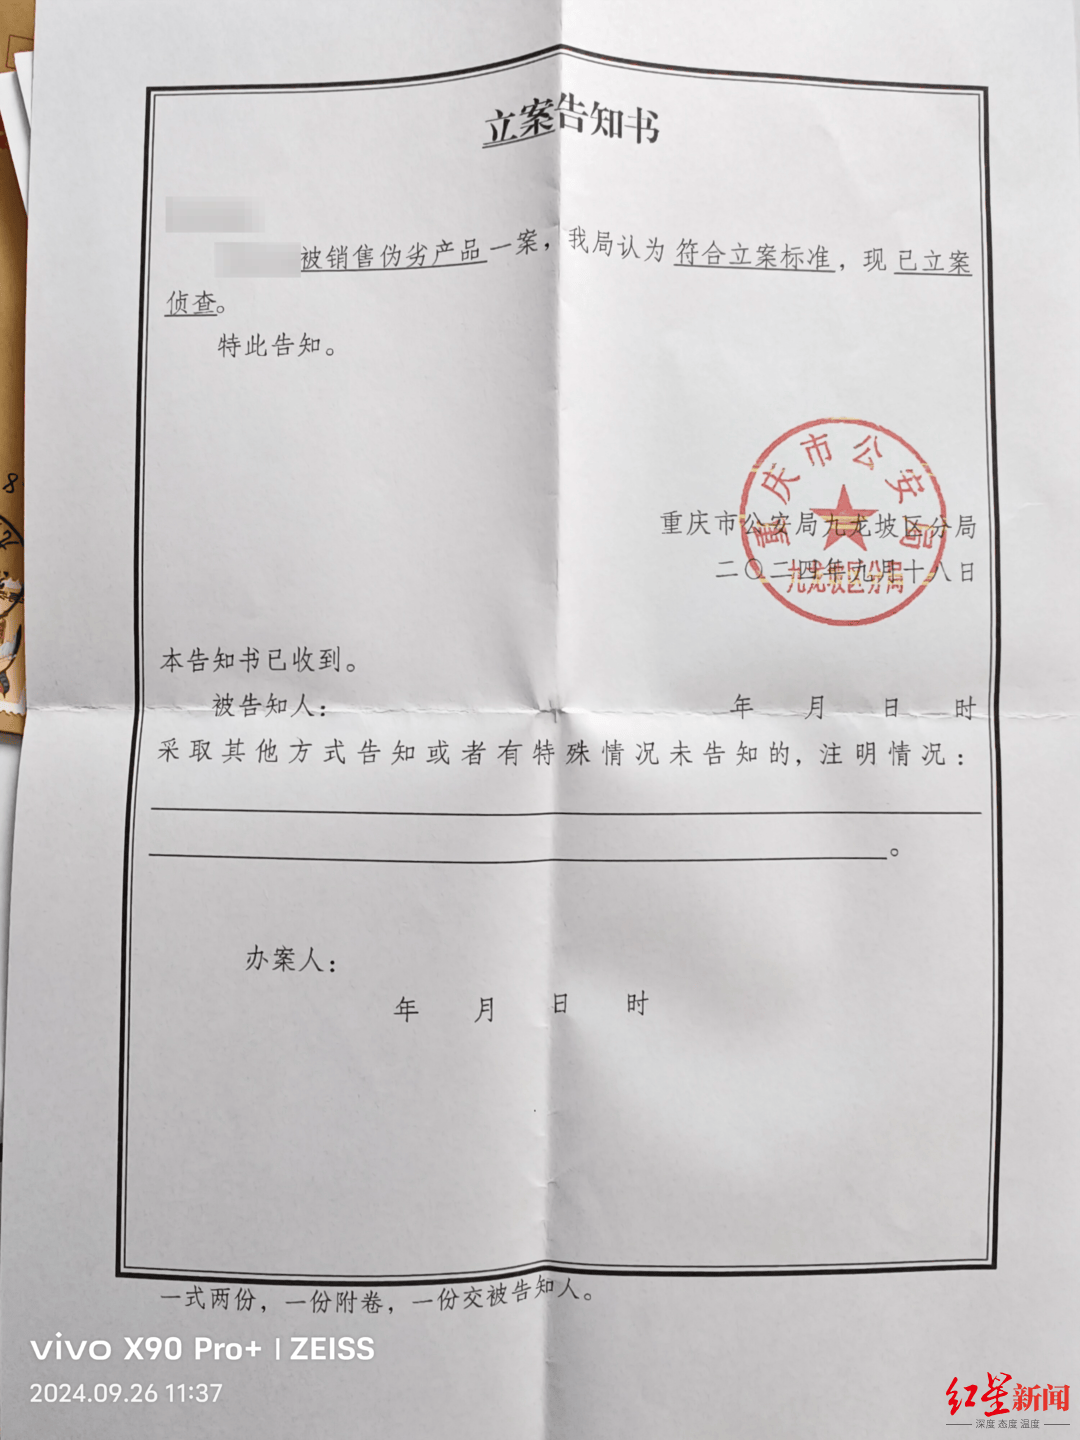 立案告知书
被销售伪劣产品一案，我局认为 符合立案标准，现 已立案
侦查。
特此告知。
重庆市公安局
九龙坡区分局
重庆市公安局九龙坡区分局
二〇二四年九月十八日
本告知书已收到。
被告知人： 年 月 日 时
采取其他方式告知或者有特殊情况未告知的，注明情况：
。
办案人：
年 月 日 时
一式两份，一份附卷，一份交被告知人。
vivo X90 Pro+ | ZEISS
2024.09.26 11:37
红星新闻
深度 态度 温度